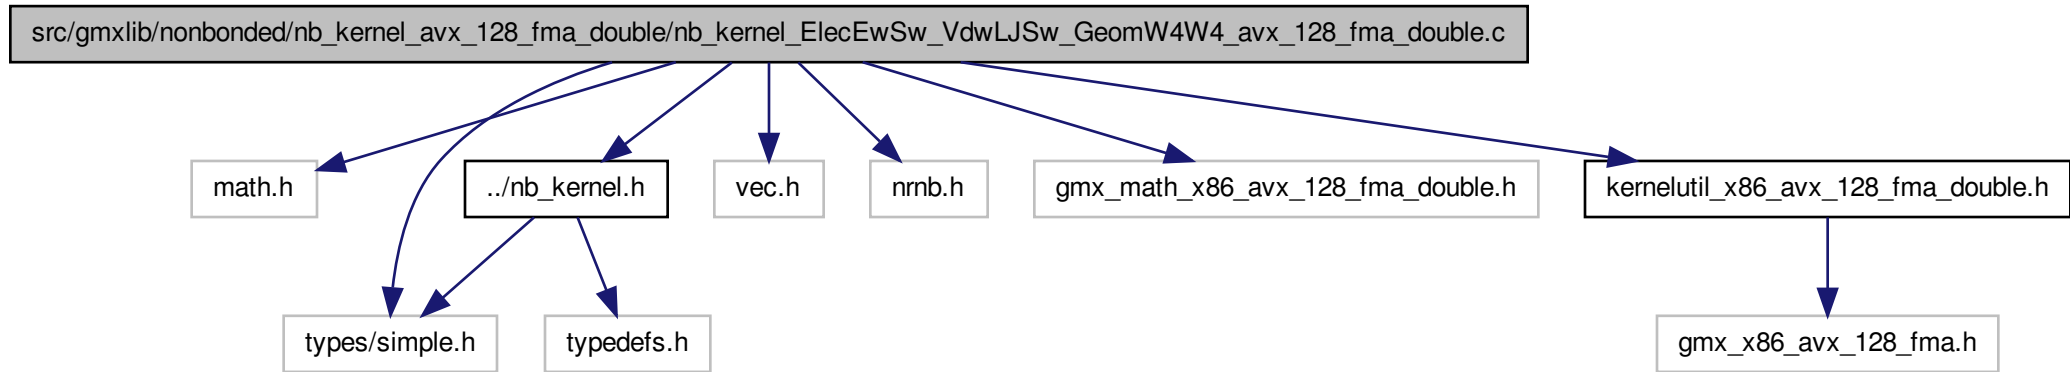 src/gmxlib/nonbonded/nb_kernel_avx_128_fma_double/nb_kernel_ElecEwSw_VdwLJSw_GeomW4W4_avx_128_fma_double.c
math.h
../nb_kernel.h
vec.h
nrnb.h
gmx_math_x86_avx_128_fma_double.h
kernelutil_x86_avx_128_fma_double.h
types/simple.h
typedefs.h
gmx_x86_avx_128_fma.h